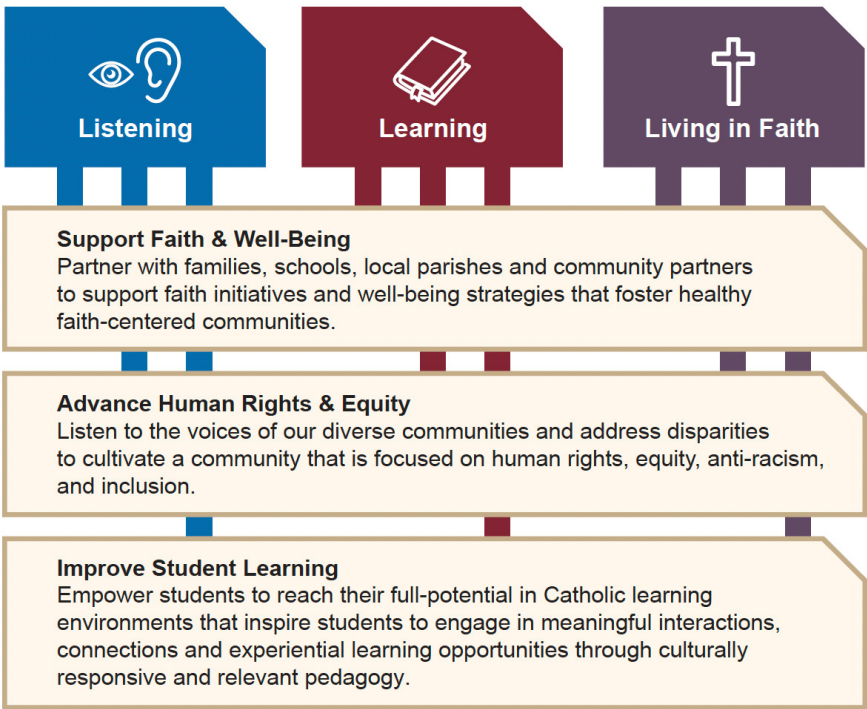 Listening
Learning
Living in Faith
Support Faith & Well-Being
Partner with families, schools, local parishes and community partners
to support faith initiatives and well-being strategies that foster healthy
faith-centered communities.
Advance Human Rights & Equity
Listen to the voices of our diverse communities and address disparities
to cultivate a community that is focused on human rights, equity, anti-racism,
and inclusion.
Improve Student Learning
Empower students to reach their full-potential in Catholic learning
environments that inspire students to engage in meaningful interactions,
connections and experiential learning opportunities through culturally
responsive and relevant pedagogy.